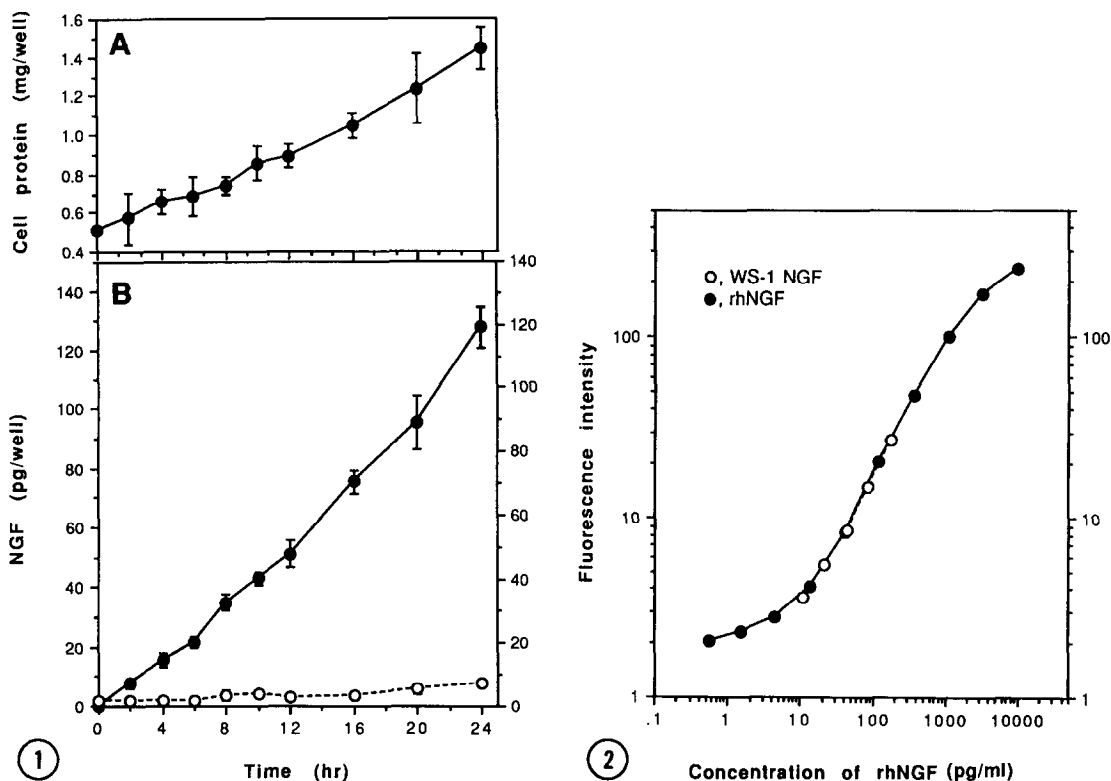 A
Cell protein (mg/well)
1.6
1.4
1.2
1.0
0.8
0.6
0.4
B
NGF (pg/well)
140
120
100
80
60
40
20
0
140
120
100
80
60
40
20
0
0 4 8 12 16 20 24
Time (hr)
1
WS-1 NGF
rhNGF
Fluorescence intensity
100
10
1
100
10
1
.1 1 10 100 1000 10000
Concentration of rhNGF (pg/ml)
2